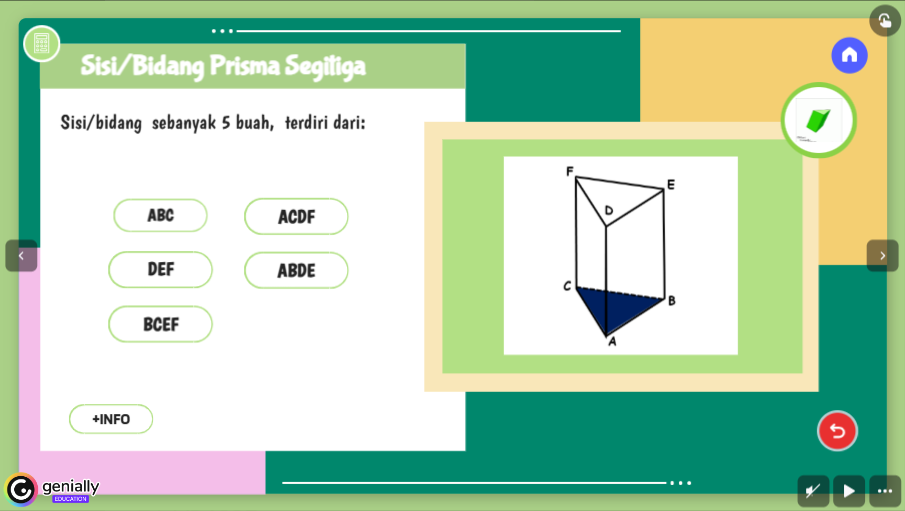 Sisi/Bidang Prisma Segitiga
Sisi/bidang sebanyak 5 buah, terdiri dari:
ABC
ACDF
DEF
ABDE
BCEF
+INFO
F
E
D
C
B
A
genially
EDUCATION